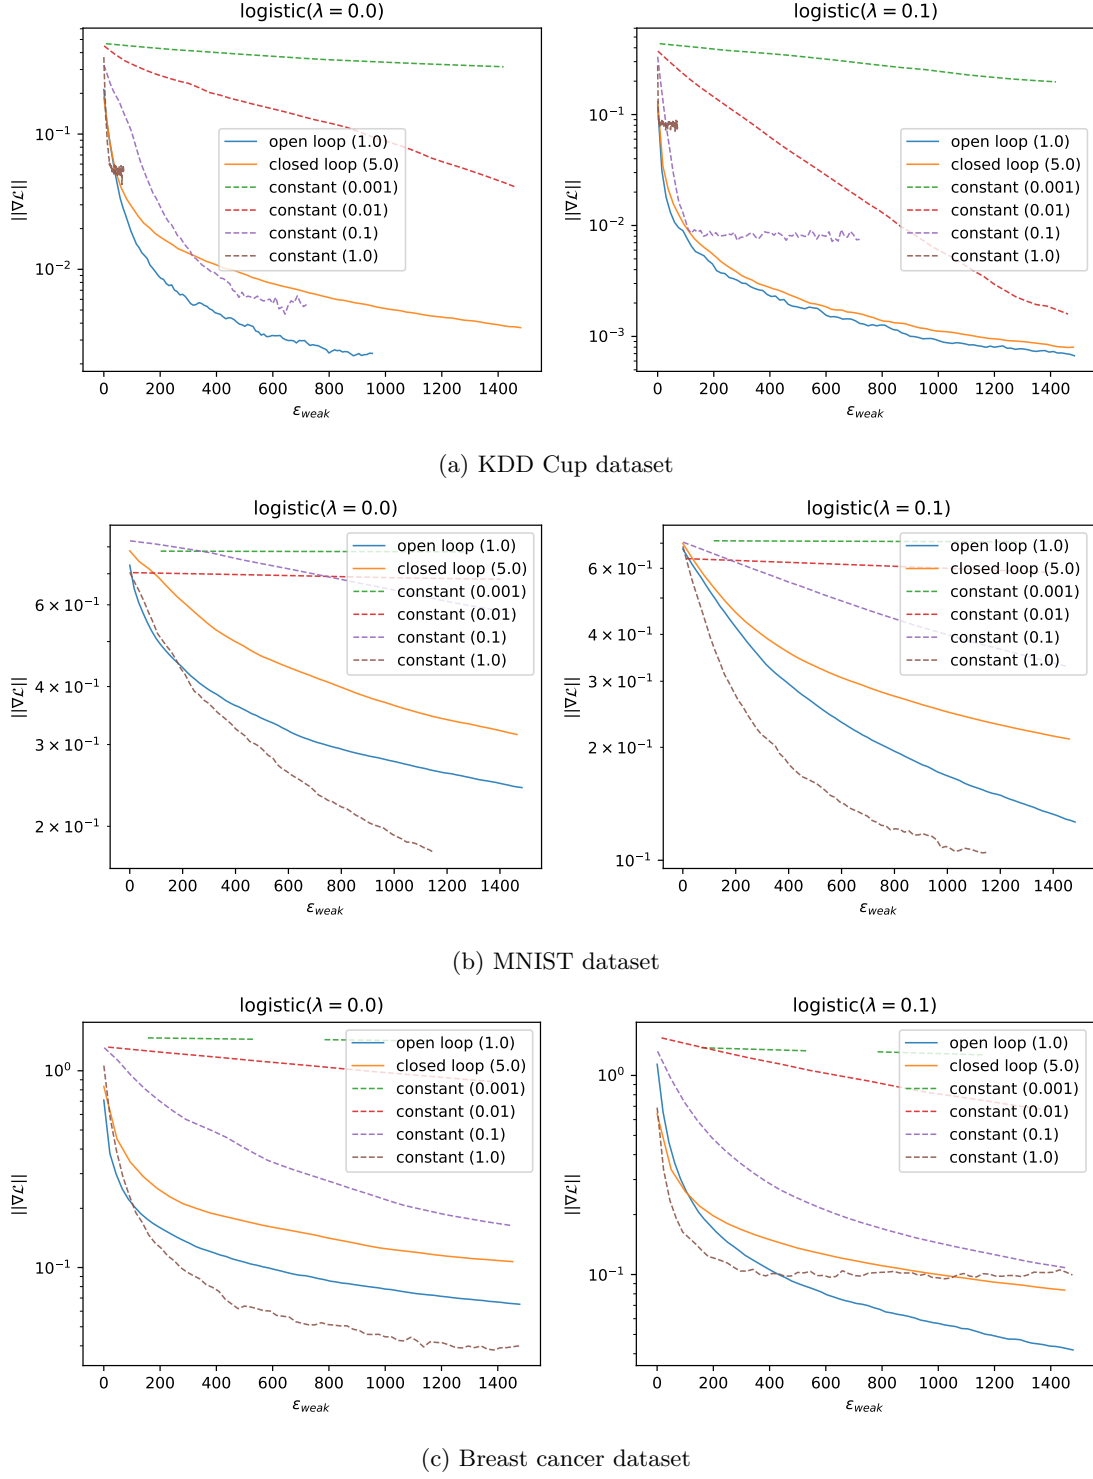 logistic(λ = 0.0)
10⁻¹
10⁻²
||∇ℒ||
open loop (1.0)
closed loop (5.0)
constant (0.001)
constant (0.01)
constant (0.1)
constant (1.0)
0 200 400 600 800 1000 1200 1400
ε_weak
logistic(λ = 0.1)
10⁻¹
10⁻²
10⁻³
||∇ℒ||
open loop (1.0)
closed loop (5.0)
constant (0.001)
constant (0.01)
constant (0.1)
constant (1.0)
0 200 400 600 800 1000 1200 1400
ε_weak
(a) KDD Cup dataset
logistic(λ = 0.0)
6 × 10⁻¹
4 × 10⁻¹
3 × 10⁻¹
2 × 10⁻¹
||∇ℒ||
open loop (1.0)
closed loop (5.0)
constant (0.001)
constant (0.01)
constant (0.1)
constant (1.0)
0 200 400 600 800 1000 1200 1400
ε_weak
logistic(λ = 0.1)
6 × 10⁻¹
4 × 10⁻¹
3 × 10⁻¹
2 × 10⁻¹
10⁻¹
||∇ℒ||
open loop (1.0)
closed loop (5.0)
constant (0.001)
constant (0.01)
constant (0.1)
constant (1.0)
0 200 400 600 800 1000 1200 1400
ε_weak
(b) MNIST dataset
logistic(λ = 0.0)
10⁰
10⁻¹
||∇ℒ||
open loop (1.0)
closed loop (5.0)
constant (0.001)
constant (0.01)
constant (0.1)
constant (1.0)
0 200 400 600 800 1000 1200 1400
ε_weak
logistic(λ = 0.1)
10⁰
10⁻¹
||∇ℒ||
open loop (1.0)
closed loop (5.0)
constant (0.001)
constant (0.01)
constant (0.1)
constant (1.0)
0 200 400 600 800 1000 1200 1400
ε_weak
(c) Breast cancer dataset